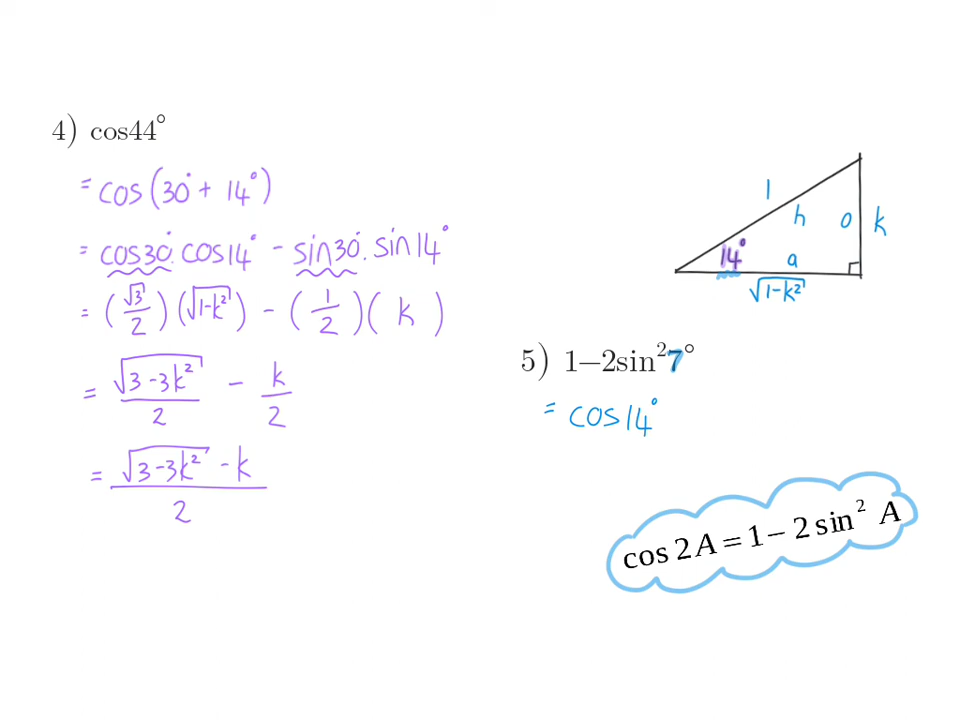 4) cos44°
= cos(30° + 14°)
= cos30°. cos14° - sin30°. sin14°
= (√3/2)(√1-k²) - (1/2)(k)
= √3-3k²/2 - k/2
= √3-3k² - k/2
1
h
o
k
14°
a
√1-k²
5) 1−2sin²7°
= cos14°
cos 2A = 1 − 2 sin² A